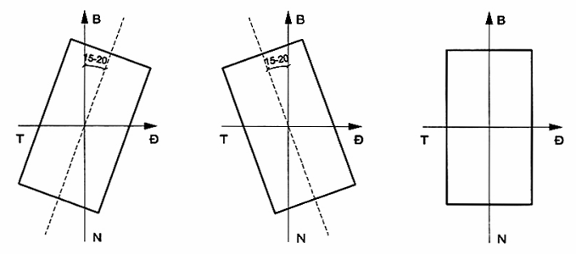 B B B
15-20 15-20
T Đ T Đ T Đ
N N N